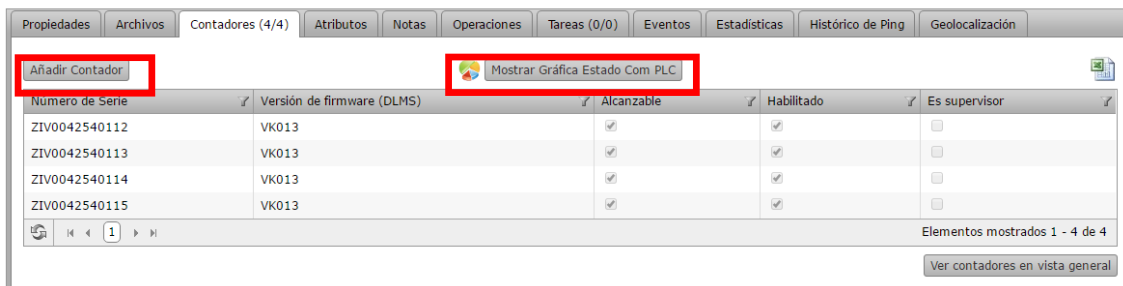 Propiedades Archivos Contadores (4/4) Atributos Notas Operaciones Tareas (0/0) Eventos Estadísticas Histórico de Ping Geolocalización
Añadir Contador Mostrar Gráfica Estado Com PLC
Número de Serie Versión de firmware (DLMS) Alcanzable Habilitado Es supervisor
ZIV0042540112 VK013
ZIV0042540113 VK013
ZIV0042540114 VK013
ZIV0042540115 VK013
1 Elementos mostrados 1 - 4 de 4
Ver contadores en vista general